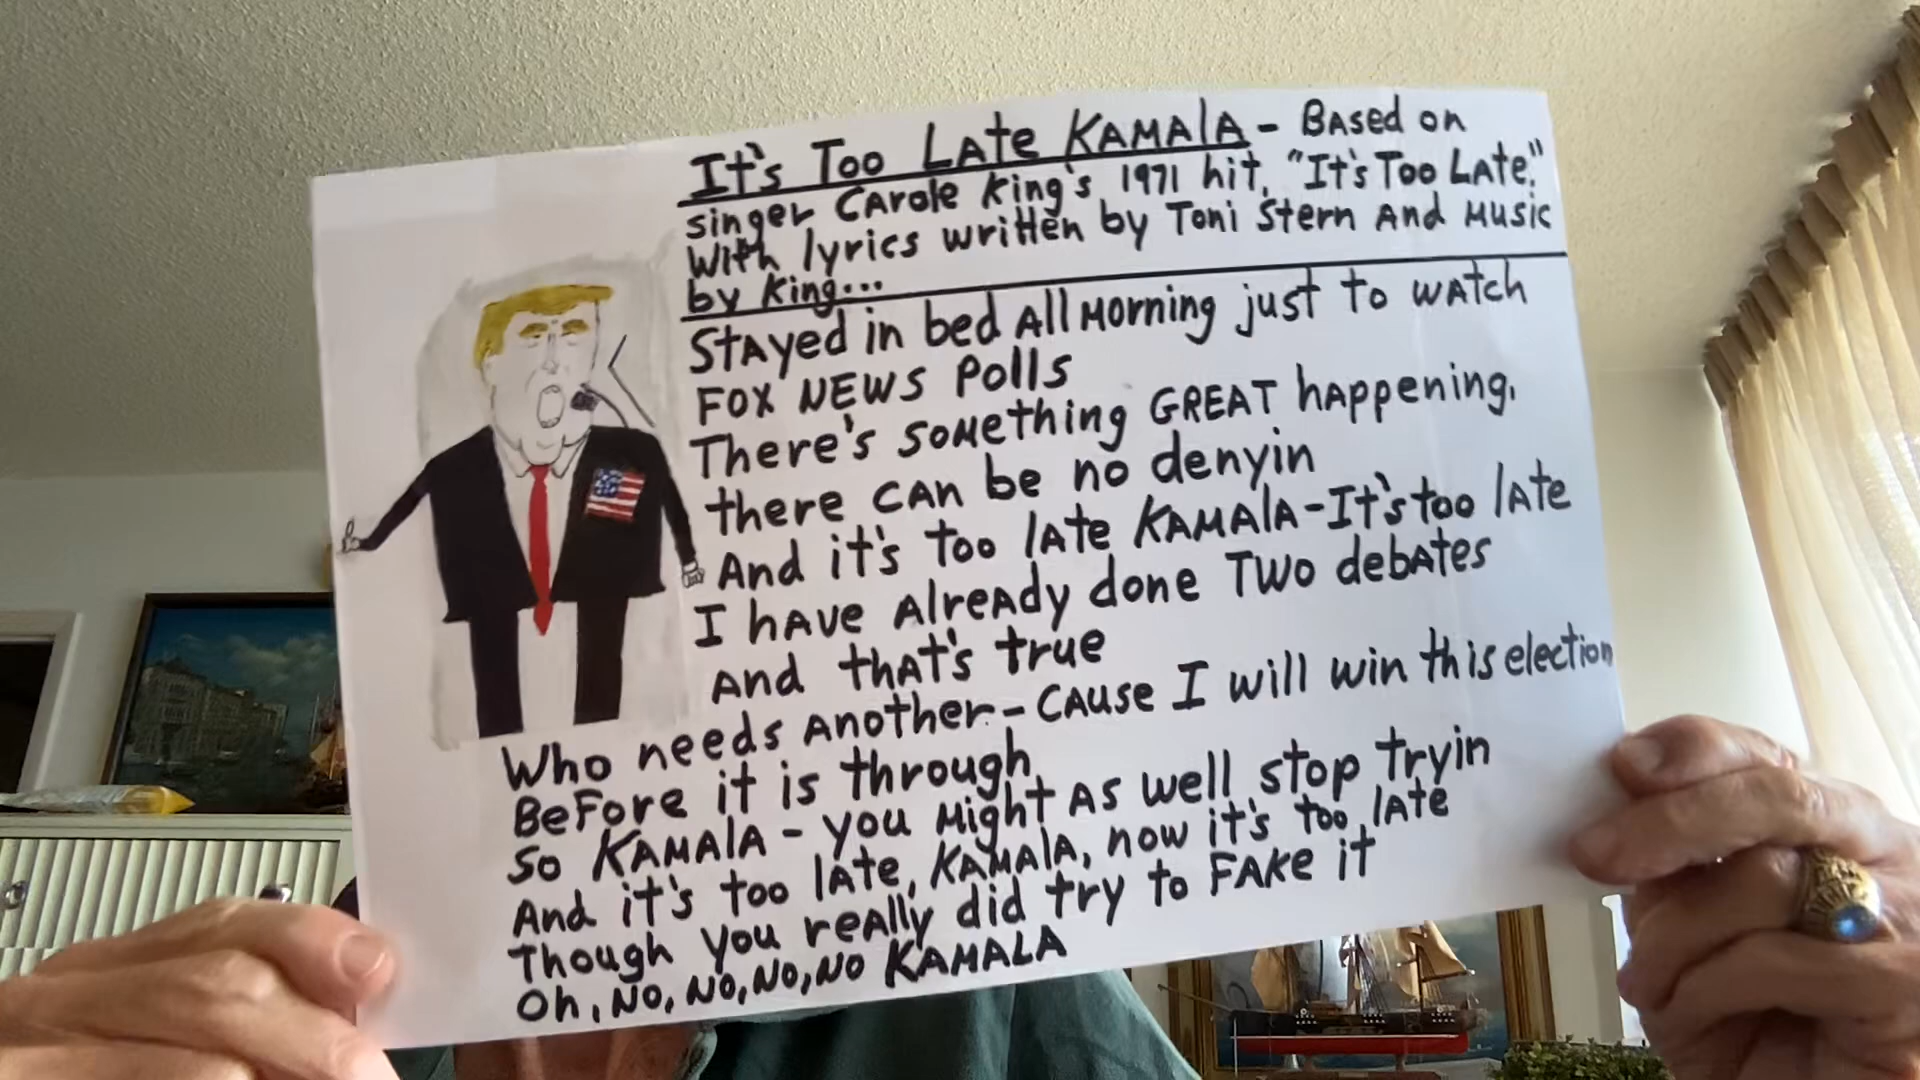 It's Too Late KAMALA - Based on
singer Carole King's 1971 hit, "It's Too Late,"
With lyrics written by Toni Stern And Music
by King...
Stayed in bed All Morning just to watch
FOX NEWS Polls
There's something GREAT happening,
there can be no denyin
And it's too late KAMALA - It's too late
I have Already done TWO debates
And that's true
Who needs Another - Cause I will win this election
Before it is through
So KAMALA - you Might As well stop tryin
And it's too late, KAMALA, now it's too late
Though you really did try to FAKE it
Oh, NO, NO, NO, NO KAMALA